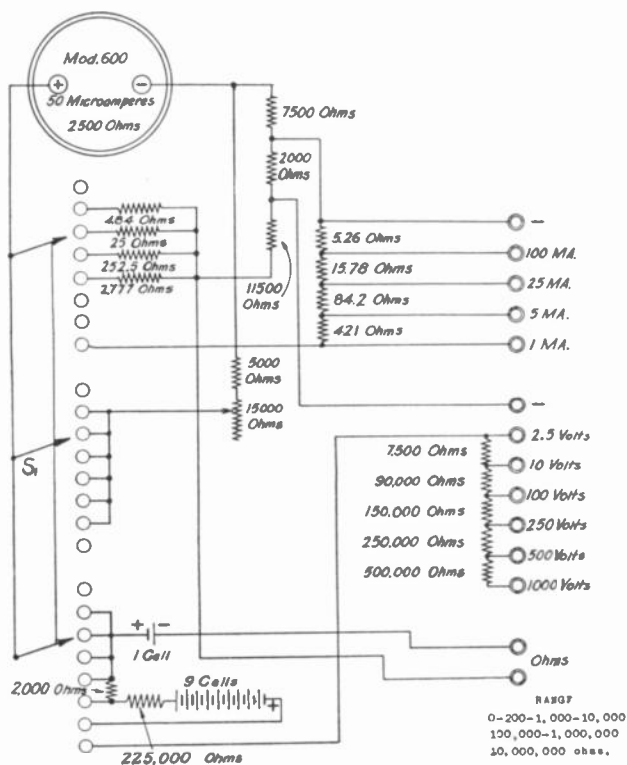 Mod. 600
+ −
50 Microamperes
2500 Ohms
7500 Ohms
2000
Ohms
4.84 Ohms
25 Ohms
252.5 Ohms
2,777 Ohms
11500
Ohms
−
5.26 Ohms
100 MA.
15.78 Ohms
25 MA.
84.2 Ohms
5 MA.
421 Ohms
1 MA.
5000
Ohms
15000
Ohms
S1
−
2.5 Volts
7,500 Ohms
10 Volts
90,000 Ohms
100 Volts
150,000 Ohms
250 Volts
250,000 Ohms
500 Volts
500,000 Ohms
1000 Volts
+ −
1 Cell
Ohms
2,000 Ohms
9 Cells
+
225,000 Ohms
RANGE
0-200-1,000-10,000
100,000-1,000,000
10,000,000 ohms.